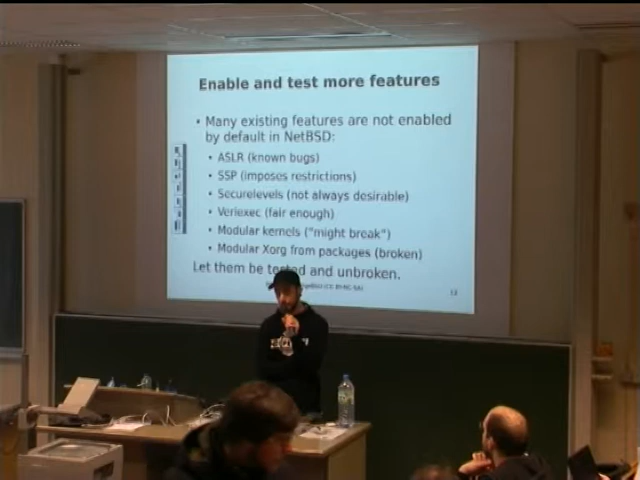 Enable and test more features
• Many existing features are not enabled
by default in NetBSD:
• ASLR (known bugs)
• SSP (imposes restrictions)
• Securelevels (not always desirable)
• Veriexec (fair enough)
• Modular kernels ("might break")
• Modular Xorg from packages (broken)
Let them be tested and unbroken.